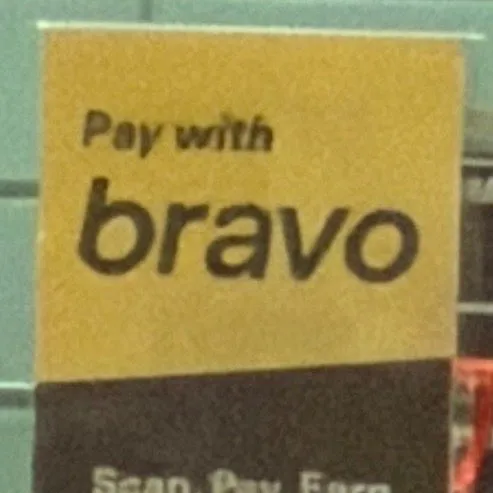 Pay with
bravo
Scan. Pay. Earn